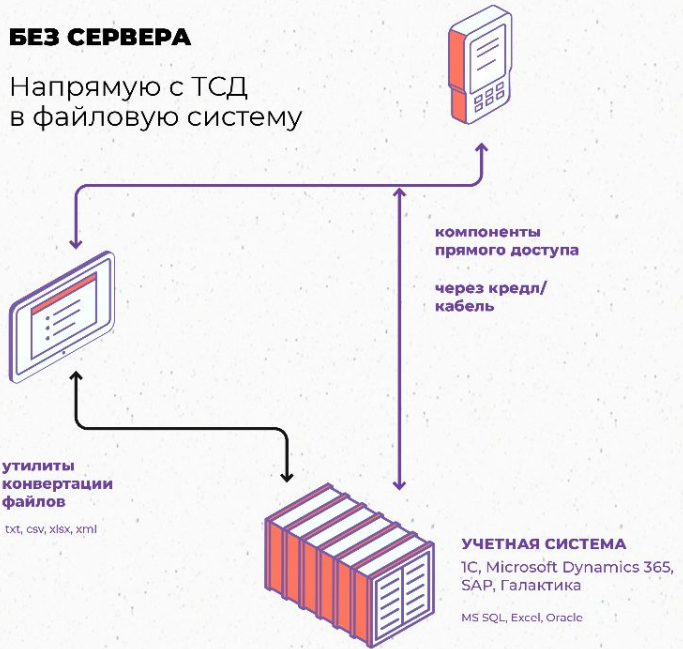 БЕЗ СЕРВЕРА
Напрямую с ТСД
в файловую систему
компоненты
прямого доступа
через кредл/
кабель
утилиты
конвертации
файлов
txt, csv, xlsx, xml
УЧЕТНАЯ СИСТЕМА
1С, Microsoft Dynamics 365,
SAP, Галактика
MS SQL, Excel, Oracle